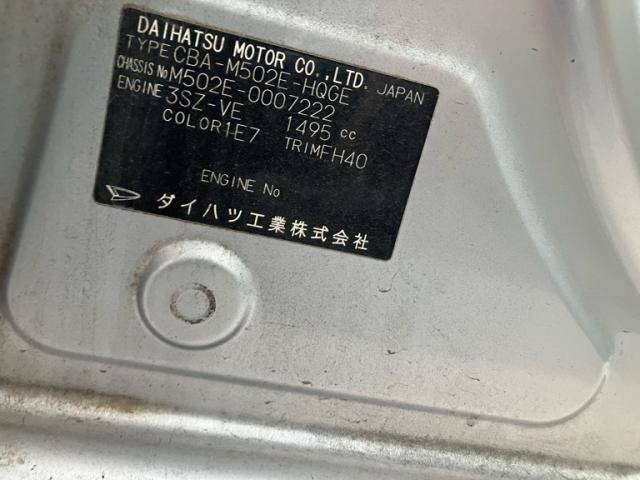 DAIHATSU MOTOR CO.,LTD. JAPAN
TYPE CBA-M502E-HQGE
CHASSIS No M502E-0007222
ENGINE 3SZ-VE 1495 cc
COLOR 1E7 TRIM FH40
ENGINE No
ダイハツ工業株式会社